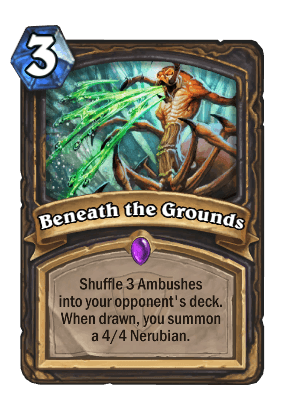 3
Beneath the Grounds
Shuffle 3 Ambushes
into your opponent's deck.
When drawn, you summon
a 4/4 Nerubian.